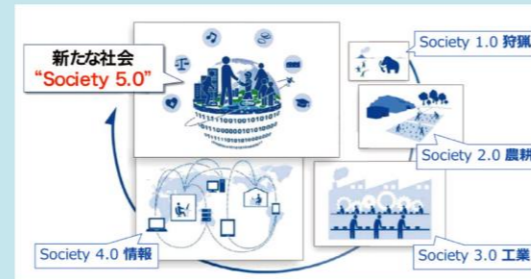 新たな社会
“Society 5.0”
Society 1.0 狩猟
Society 2.0 農耕
Society 3.0 工業
Society 4.0 情報